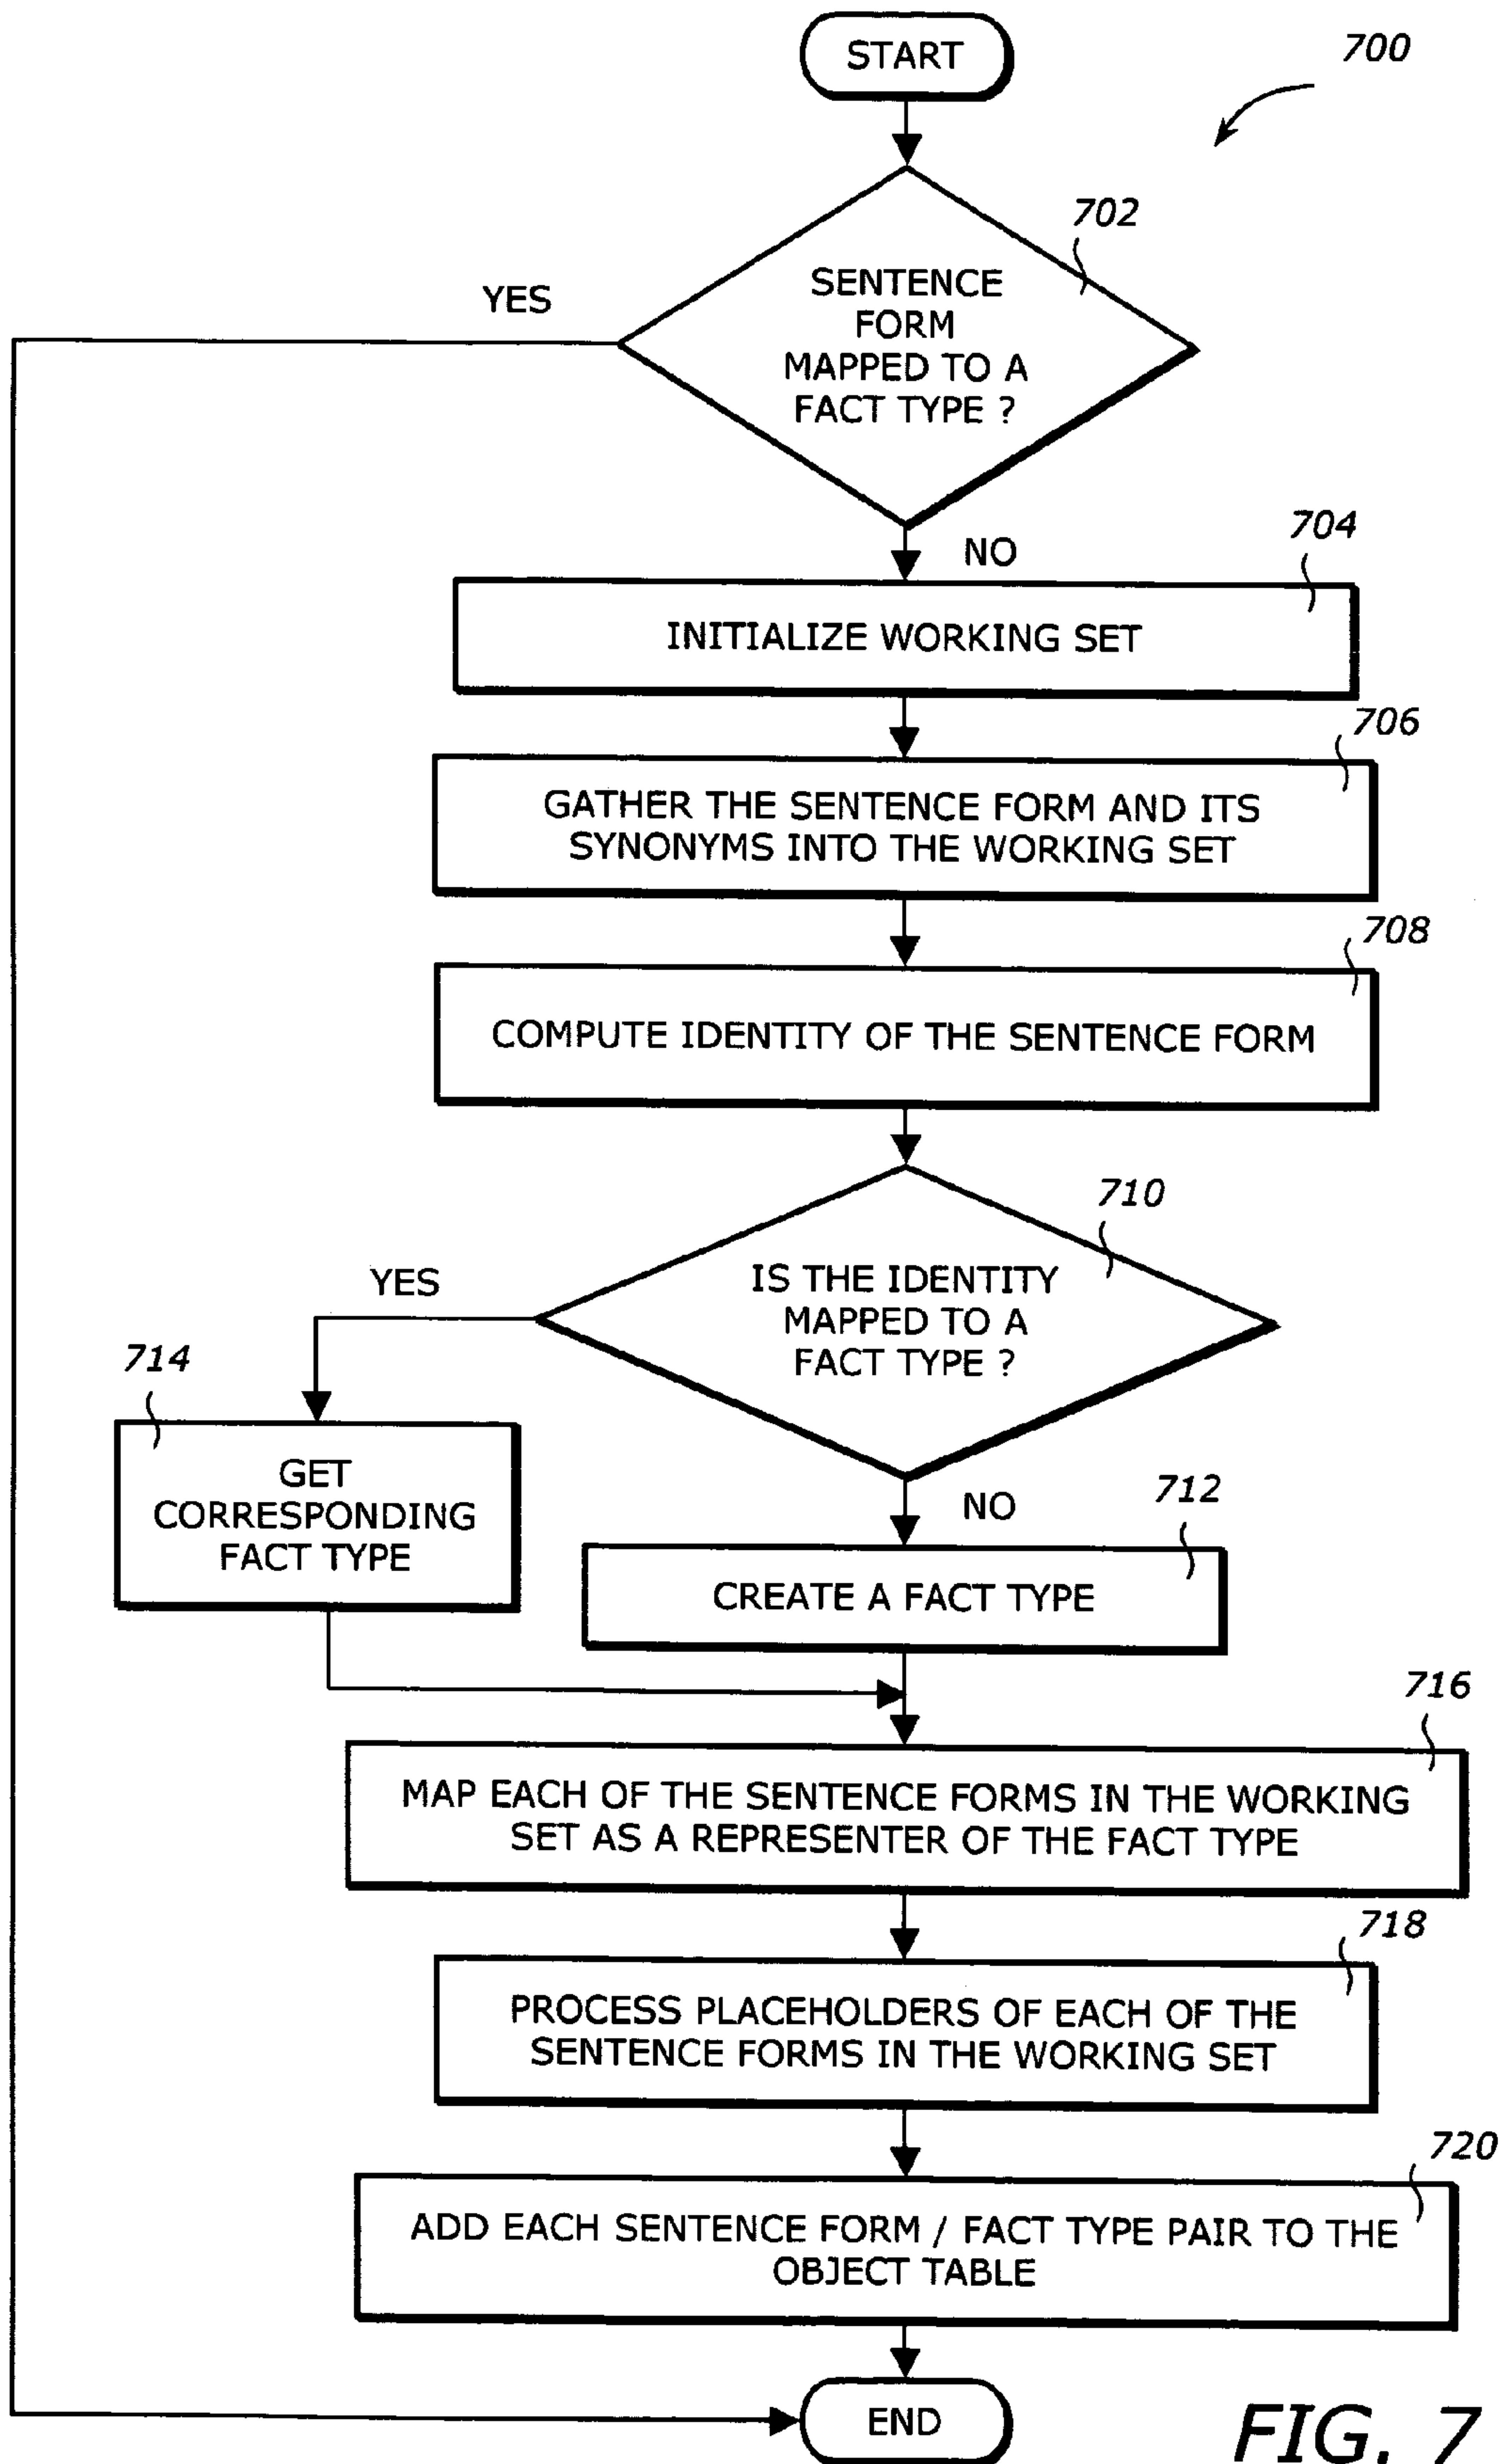 START
700
702
SENTENCE
FORM
MAPPED TO A
FACT TYPE ?
YES
NO
704
INITIALIZE WORKING SET
706
GATHER THE SENTENCE FORM AND ITS
SYNONYMS INTO THE WORKING SET
708
COMPUTE IDENTITY OF THE SENTENCE FORM
710
IS THE IDENTITY
MAPPED TO A
FACT TYPE ?
YES
714
GET
CORRESPONDING
FACT TYPE
NO
712
CREATE A FACT TYPE
716
MAP EACH OF THE SENTENCE FORMS IN THE WORKING
SET AS A REPRESENTER OF THE FACT TYPE
718
PROCESS PLACEHOLDERS OF EACH OF THE
SENTENCE FORMS IN THE WORKING SET
720
ADD EACH SENTENCE FORM / FACT TYPE PAIR TO THE
OBJECT TABLE
END
FIG. 7